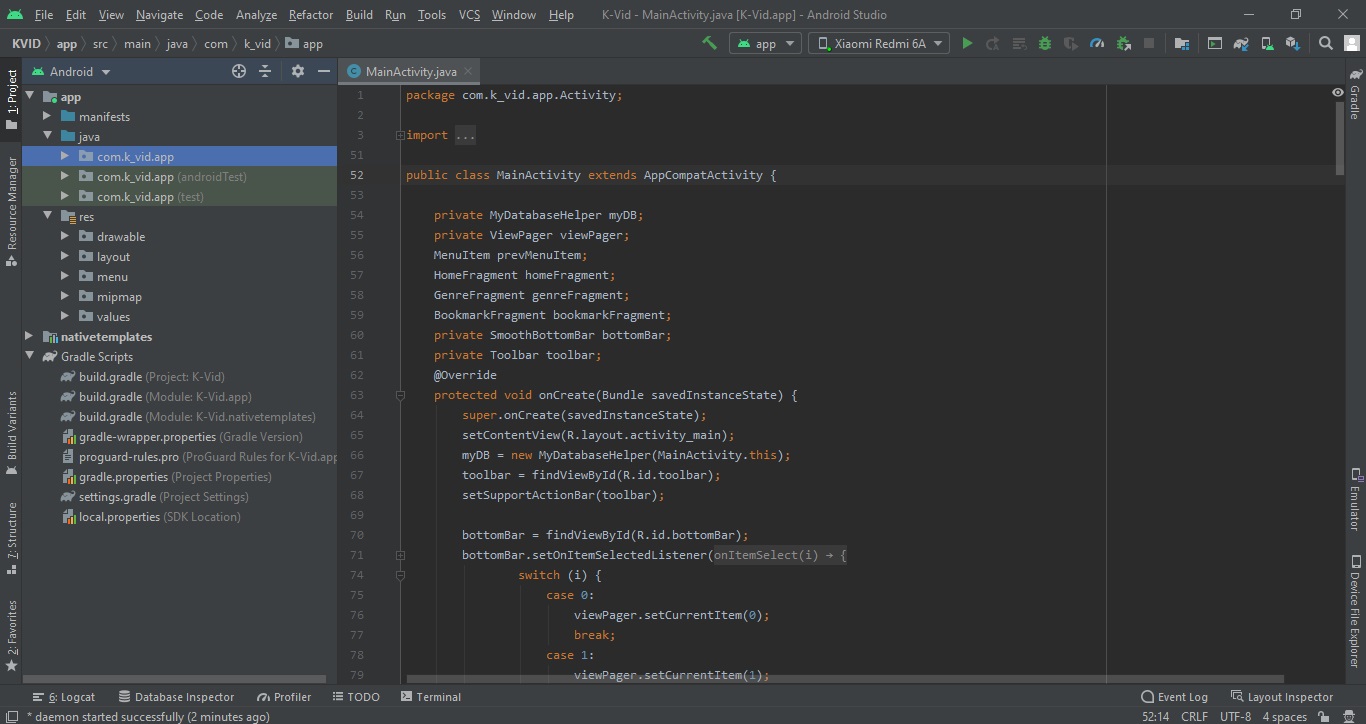 File Edit View Navigate Code Analyze Refactor Build Run Tools VCS Window Help K-Vid - MainActivity.java [K-Vid.app] - Android Studio
KVID app src main java com k_vid app
app Xiaomi Redmi 6A
Android
MainActivity.java
1: Project
Resource Manager
Build Variants
7: Structure
2: Favorites
app
manifests
java
com.k_vid.app
com.k_vid.app (androidTest)
com.k_vid.app (test)
res
drawable
layout
menu
mipmap
values
nativetemplates
Gradle Scripts
build.gradle (Project: K-Vid)
build.gradle (Module: K-Vid.app)
build.gradle (Module: K-Vid.nativetemplates)
gradle-wrapper.properties (Gradle Version)
proguard-rules.pro (ProGuard Rules for K-Vid.app
gradle.properties (Project Properties)
settings.gradle (Project Settings)
local.properties (SDK Location)
1 package com.k_vid.app.Activity;
2
3 import ...
51
52 public class MainActivity extends AppCompatActivity {
53
54 private MyDatabaseHelper myDB;
55 private ViewPager viewPager;
56 MenuItem prevMenuItem;
57 HomeFragment homeFragment;
58 GenreFragment genreFragment;
59 BookmarkFragment bookmarkFragment;
60 private SmoothBottomBar bottomBar;
61 private Toolbar toolbar;
62 @Override
63 protected void onCreate(Bundle savedInstanceState) {
64 super.onCreate(savedInstanceState);
65 setContentView(R.layout.activity_main);
66 myDB = new MyDatabaseHelper(MainActivity.this);
67 toolbar = findViewById(R.id.toolbar);
68 setSupportActionBar(toolbar);
69
70 bottomBar = findViewById(R.id.bottomBar);
71 bottomBar.setOnItemSelectedListener(onItemSelect(i) → {
74 switch (i) {
75 case 0:
76 viewPager.setCurrentItem(0);
77 break;
78 case 1:
79 viewPager.setCurrentItem(1);
Gradle
Emulator
Device File Explorer
6: Logcat Database Inspector Profiler TODO Terminal Event Log Layout Inspector
* daemon started successfully (2 minutes ago) 52:14 CRLF UTF-8 4 spaces